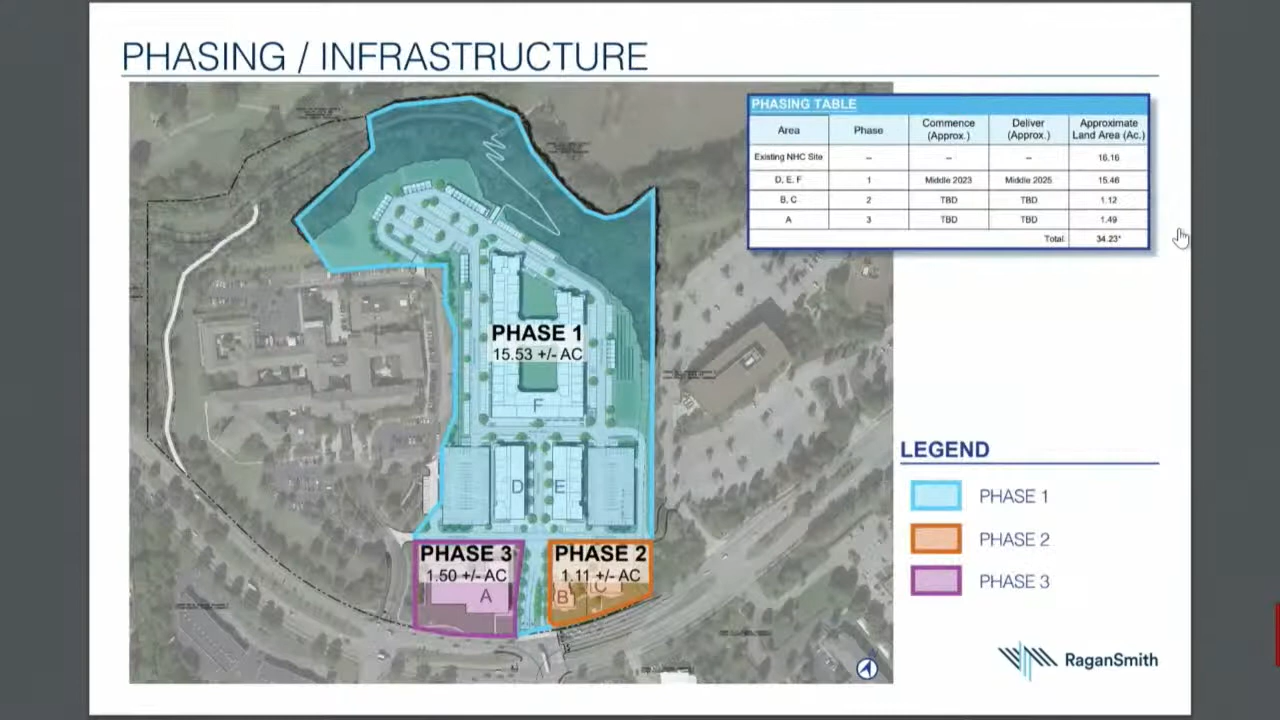 PHASING / INFRASTRUCTURE
PHASING TABLE
Area Phase Commence (Approx.) Deliver (Approx.) Approximate Land Area (Ac.)
Existing NHC Site – – – 16.16
D, E, F 1 Middle 2023 Middle 2025 15.46
B, C 2 TBD TBD 1.12
A 3 TBD TBD 1.49
Total: 34.23*
PHASE 1
15.53 +/- AC
F
D E
PHASE 3
1.50 +/- AC
A
PHASE 2
1.11 +/- AC
B C
LEGEND
PHASE 1
PHASE 2
PHASE 3
RaganSmith